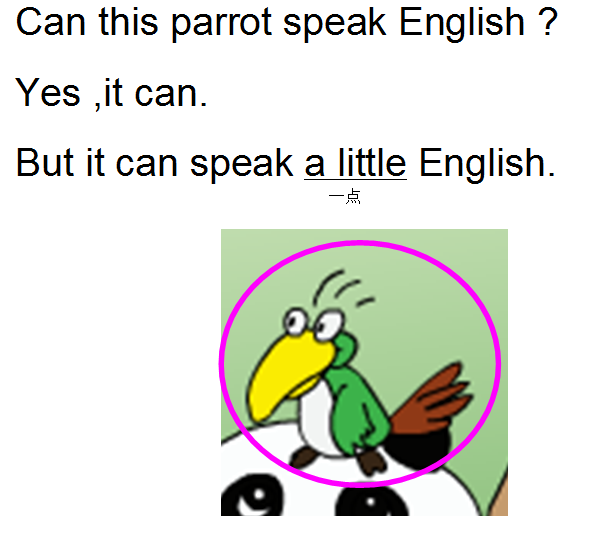 Can this parrot speak English ?
Yes ,it can.
But it can speak a little English.
一点